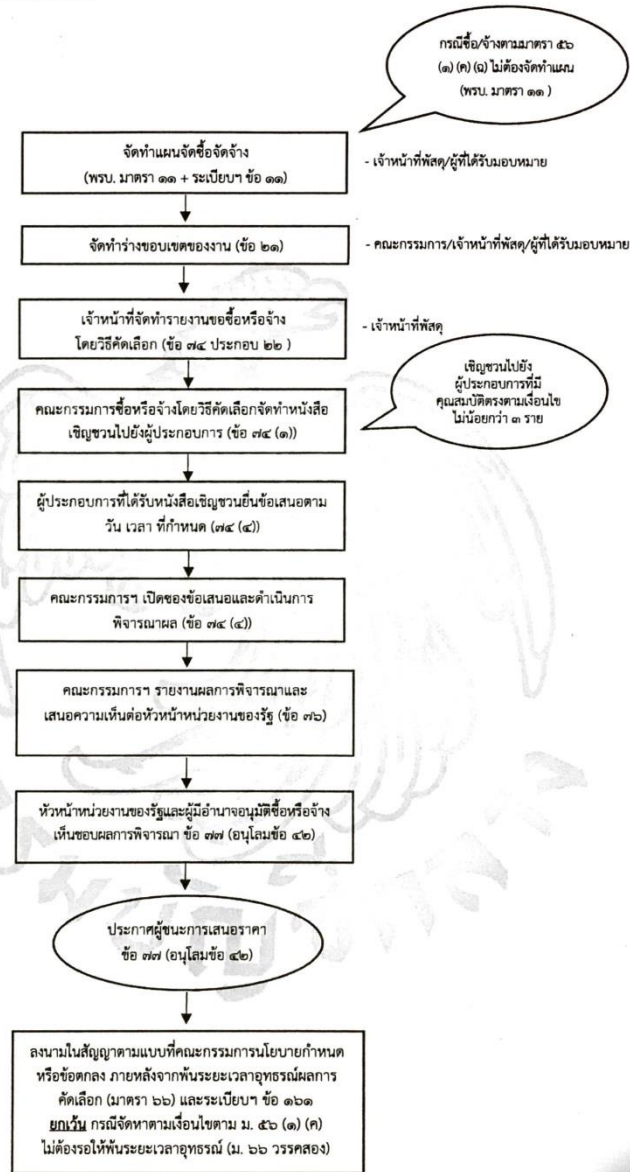 กรณีซื้อ/จ้างตามมาตรา ๕๖
(๑) (ค) (ฉ) ไม่ต้องจัดทำแผน
(พรบ. มาตรา ๑๑ )
จัดทำแผนจัดซื้อจัดจ้าง
(พรบ. มาตรา ๑๑ + ระเบียบฯ ข้อ ๑๑)
- เจ้าหน้าที่พัสดุ/ผู้ที่ได้รับมอบหมาย
จัดทำร่างขอบเขตของงาน (ข้อ ๒๑)
- คณะกรรมการ/เจ้าหน้าที่พัสดุ/ผู้ที่ได้รับมอบหมาย
เจ้าหน้าที่จัดทำรายงานขอซื้อหรือจ้าง
โดยวิธีคัดเลือก (ข้อ ๗๔ ประกอบ ๒๒ )
- เจ้าหน้าที่พัสดุ
เชิญชวนไปยัง
ผู้ประกอบการที่มี
คุณสมบัติตรงตามเงื่อนไข
ไม่น้อยกว่า ๓ ราย
คณะกรรมการซื้อหรือจ้างโดยวิธีคัดเลือกจัดทำหนังสือ
เชิญชวนไปยังผู้ประกอบการ (ข้อ ๗๔ (๑))
ผู้ประกอบการที่ได้รับหนังสือเชิญชวนยื่นข้อเสนอตาม
วัน เวลา ที่กำหนด (๗๔ (๔))
คณะกรรมการฯ เปิดซองข้อเสนอและดำเนินการ
พิจารณาผล (ข้อ ๗๔ (๔))
คณะกรรมการฯ รายงานผลการพิจารณาและ
เสนอความเห็นต่อหัวหน้าหน่วยงานของรัฐ (ข้อ ๗๖)
หัวหน้าหน่วยงานของรัฐและผู้มีอำนาจอนุมัติซื้อหรือจ้าง
เห็นชอบผลการพิจารณา ข้อ ๗๗ (อนุโลมข้อ ๔๒)
ประกาศผู้ชนะการเสนอราคา
ข้อ ๗๗ (อนุโลมข้อ ๔๒)
ลงนามในสัญญาตามแบบที่คณะกรรมการนโยบายกำหนด
หรือข้อตกลง ภายหลังจากพ้นระยะเวลาอุทธรณ์ผลการ
คัดเลือก (มาตรา ๖๖) และระเบียบฯ ข้อ ๑๖๑
ยกเว้น กรณีจัดหาตามเงื่อนไขตาม ม. ๕๖ (๑) (ค)
ไม่ต้องรอให้พ้นระยะเวลาอุทธรณ์ (ม. ๖๖ วรรคสอง)
กรมบัญชีกลาง